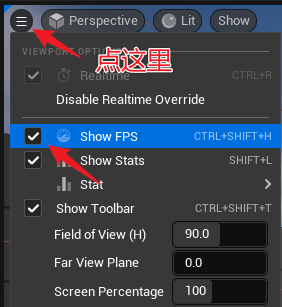 Perspective Lit Show
VIEWPORT OPTIO
点这里
Realtime CTRL+R
Disable Realtime Override
Show FPS CTRL+SHIFT+H
Show Stats SHIFT+L
Stat
Show Toolbar CTRL+SHIFT+T
Field of View (H) 90.0
Far View Plane 0.0
Screen Percentage 100